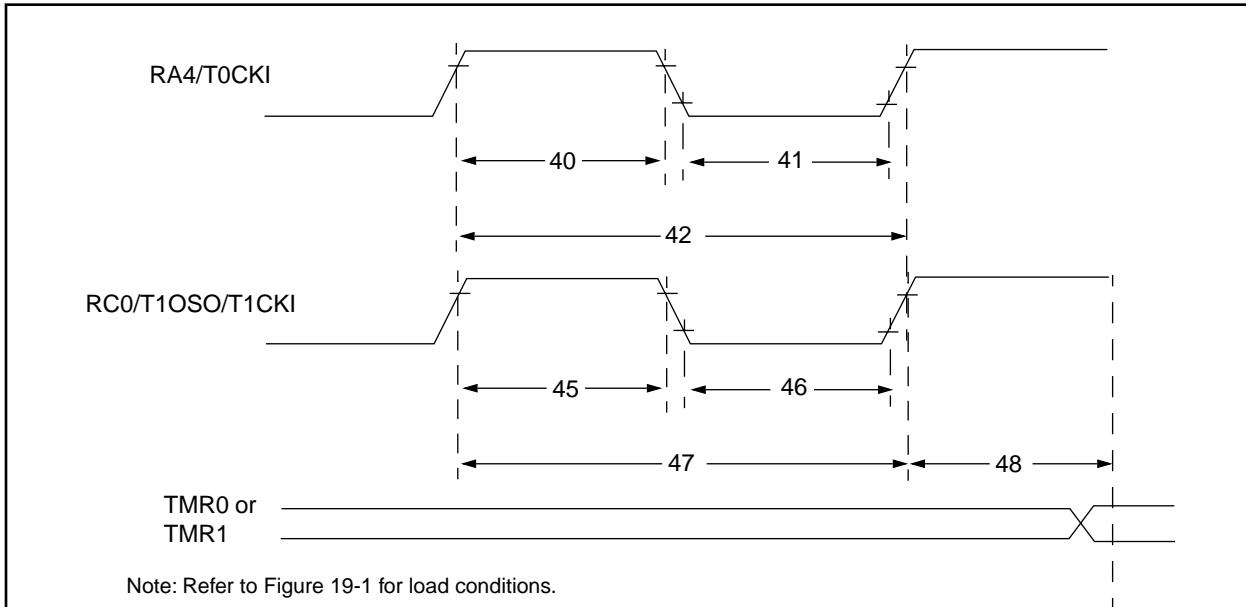 RA4/T0CKI
40
41
42
RC0/T1OSO/T1CKI
45
46
47
48
TMR0 or
TMR1
Note: Refer to Figure 19-1 for load conditions.